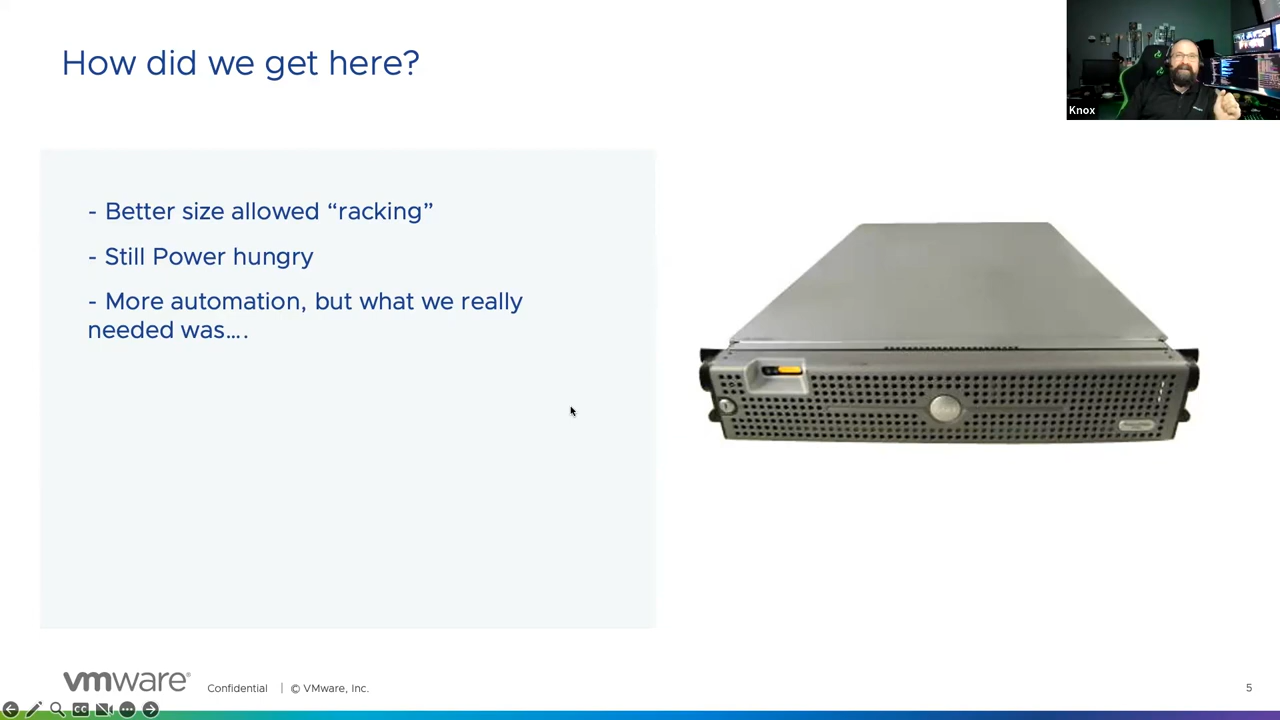 How did we get here?
Knox
- Better size allowed “racking”
- Still Power hungry
- More automation, but what we really
needed was….
vmware®
Confidential | © VMware, Inc.
5
CC